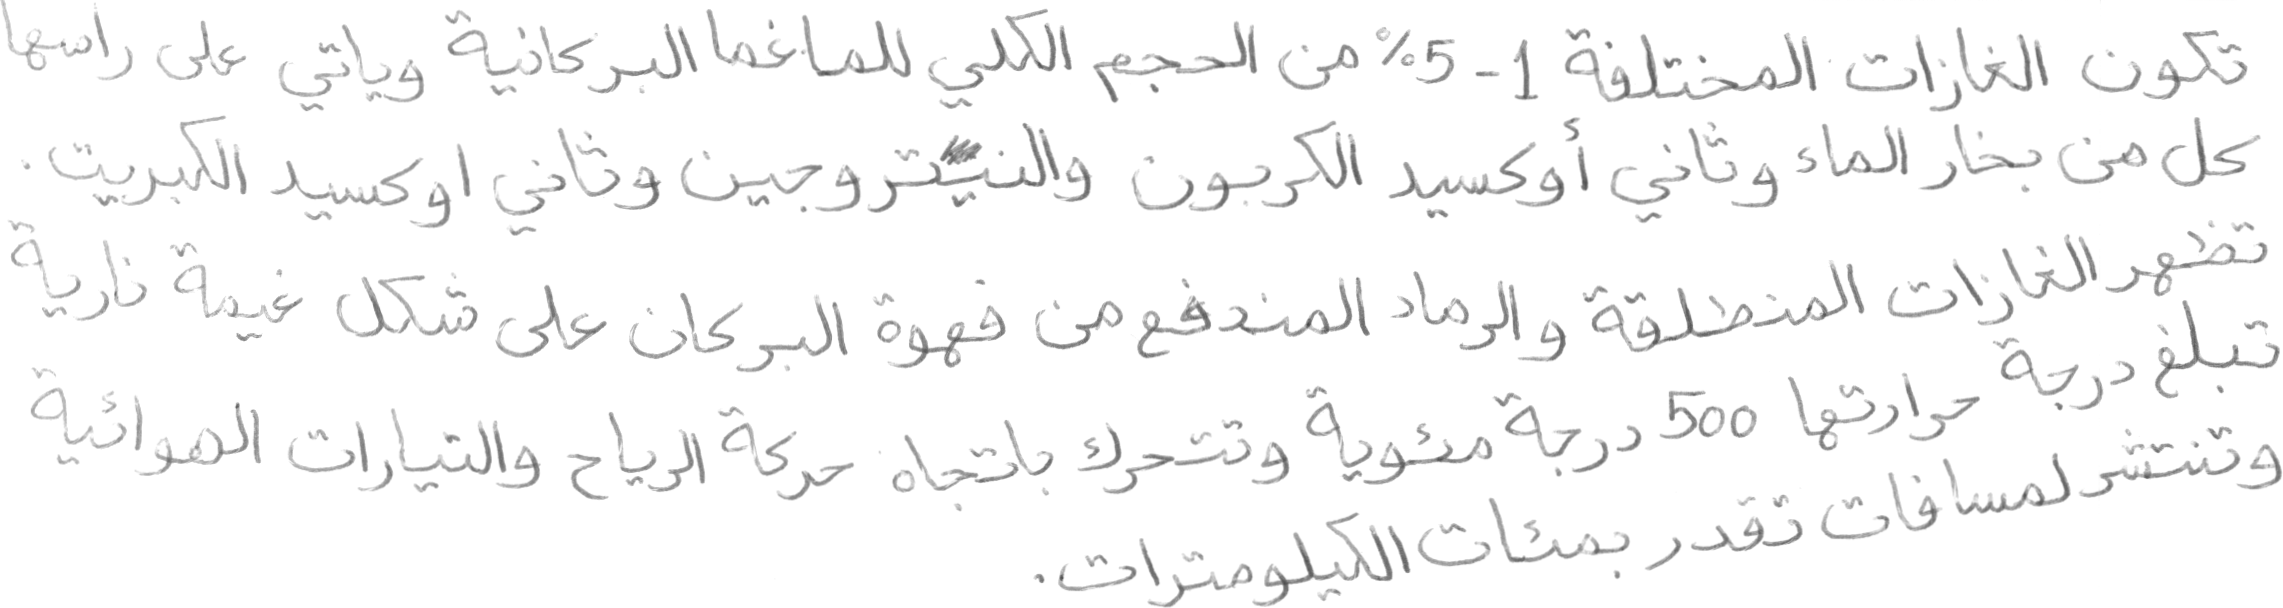 تكون الغازات المختلفة 1-5% من الحجم الكلي للماغما البركانية وياتي على راسها
كل من بخار الماء وثاني أوكسيد الكربون والنيتروجين وثاني اوكسيد الكبريت.
تظهر الغازات المنطلقة والرماد المندفع من فهوة البركان على شكل غيمة نارية
تبلغ درجة حرارتها 500 درجة مئوية وتتحرك باتجاه حركة الرياح والتيارات الهوائية
وتنتشر لمسافات تقدر بمئات الكيلومترات.